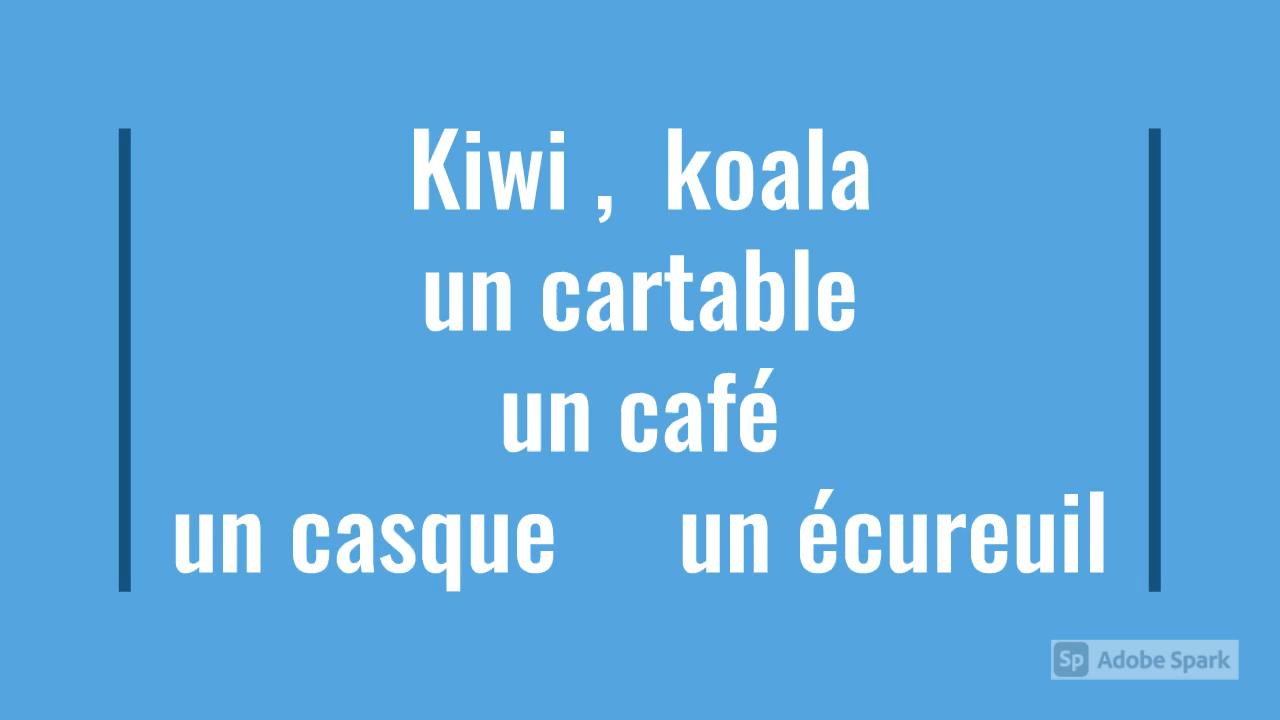 Kiwi , koala
un cartable
un café
un casque un écureuil
Sp Adobe Spark